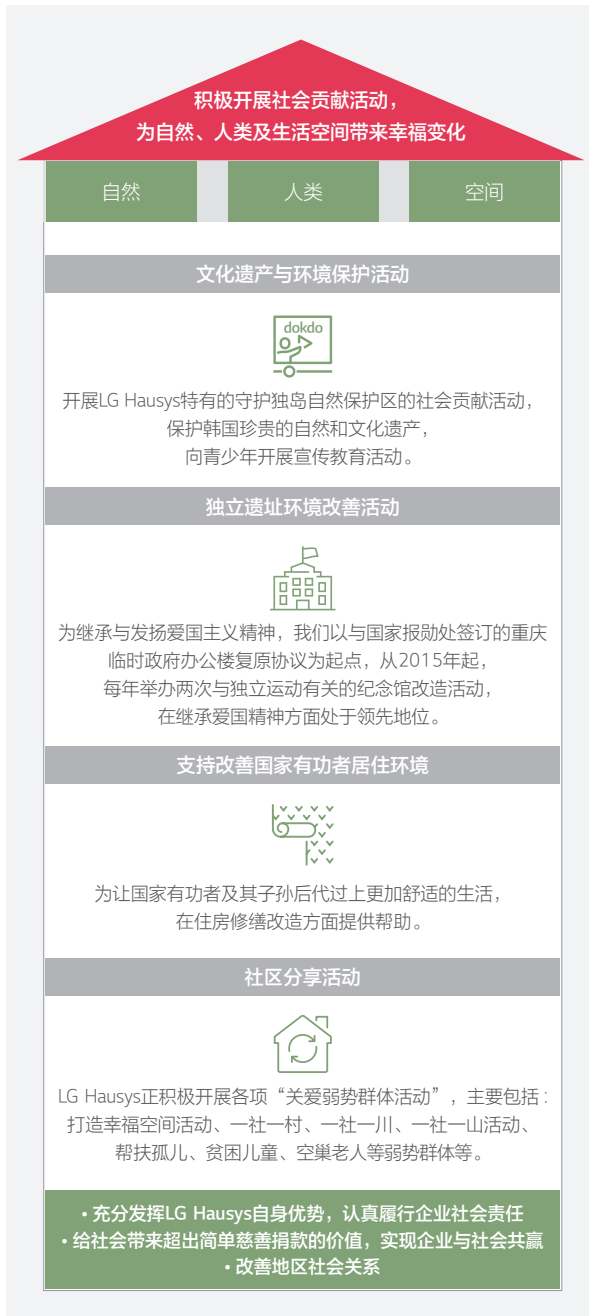 积极开展社会贡献活动，
为自然、人类及生活空间带来幸福变化
自然
人类
空间
文化遗产与环境保护活动
dokdo
开展LG Hausys特有的守护独岛自然保护区的社会贡献活动，
保护韩国珍贵的自然和文化遗产，
向青少年开展宣传教育活动。
独立遗址环境改善活动
为继承与发扬爱国主义精神，我们以与国家报勋处签订的重庆
临时政府办公楼复原协议为起点，从2015年起，
每年举办两次与独立运动有关的纪念馆改造活动，
在继承爱国精神方面处于领先地位。
支持改善国家有功者居住环境
为让国家有功者及其子孙后代过上更加舒适的生活，
在住房修缮改造方面提供帮助。
社区分享活动
LG Hausys正积极开展各项“关爱弱势群体活动”，主要包括：
打造幸福空间活动、一社一村、一社一川、一社一山活动、
帮扶孤儿、贫困儿童、空巢老人等弱势群体等。
• 充分发挥LG Hausys自身优势，认真履行企业社会责任
• 给社会带来超出简单慈善捐款的价值，实现企业与社会共赢
• 改善地区社会关系